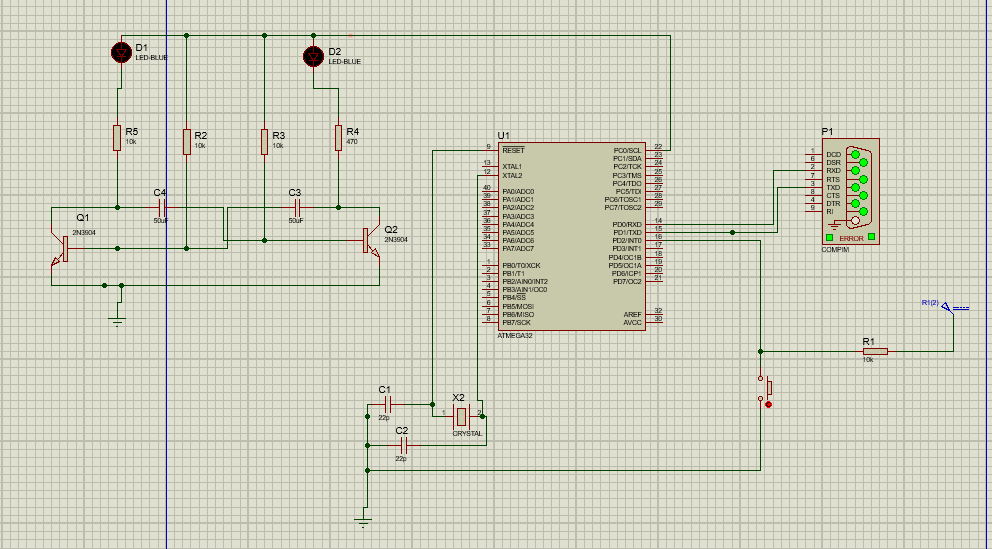 D1
LED-BLUE
D2
LED-BLUE
R5
10k
R2
10k
R3
10k
R4
470
C4
50uF
C3
50uF
Q1
2N3904
Q2
2N3904
U1
9 RESET
13 XTAL1
12 XTAL2
40 PA0/ADC0
39 PA1/ADC1
38 PA2/ADC2
37 PA3/ADC3
36 PA4/ADC4
35 PA5/ADC5
34 PA6/ADC6
33 PA7/ADC7
1 PB0/T0/XCK
2 PB1/T1
3 PB2/AIN0/INT2
4 PB3/AIN1/OC0
5 PB4/SS
6 PB5/MOSI
7 PB6/MISO
8 PB7/SCK
PC0/SCL 22
PC1/SDA 23
PC2/TCK 24
PC3/TMS 25
PC4/TDO 26
PC5/TDI 27
PC6/TOSC1 28
PC7/TOSC2 29
PD0/RXD 14
PD1/TXD 15
PD2/INT0 16
PD3/INT1 17
PD4/OC1B 18
PD5/OC1A 19
PD6/ICP1 20
PD7/OC2 21
AREF 32
AVCC 30
ATMEGA32
P1
1 DCD
6 DSR
2 RXD
7 RTS
3 TXD
8 CTS
4 DTR
9 RI
ERROR
COMPIM
R1(2)
R1
10k
C1
22p
C2
22p
X2
1 2
CRYSTAL